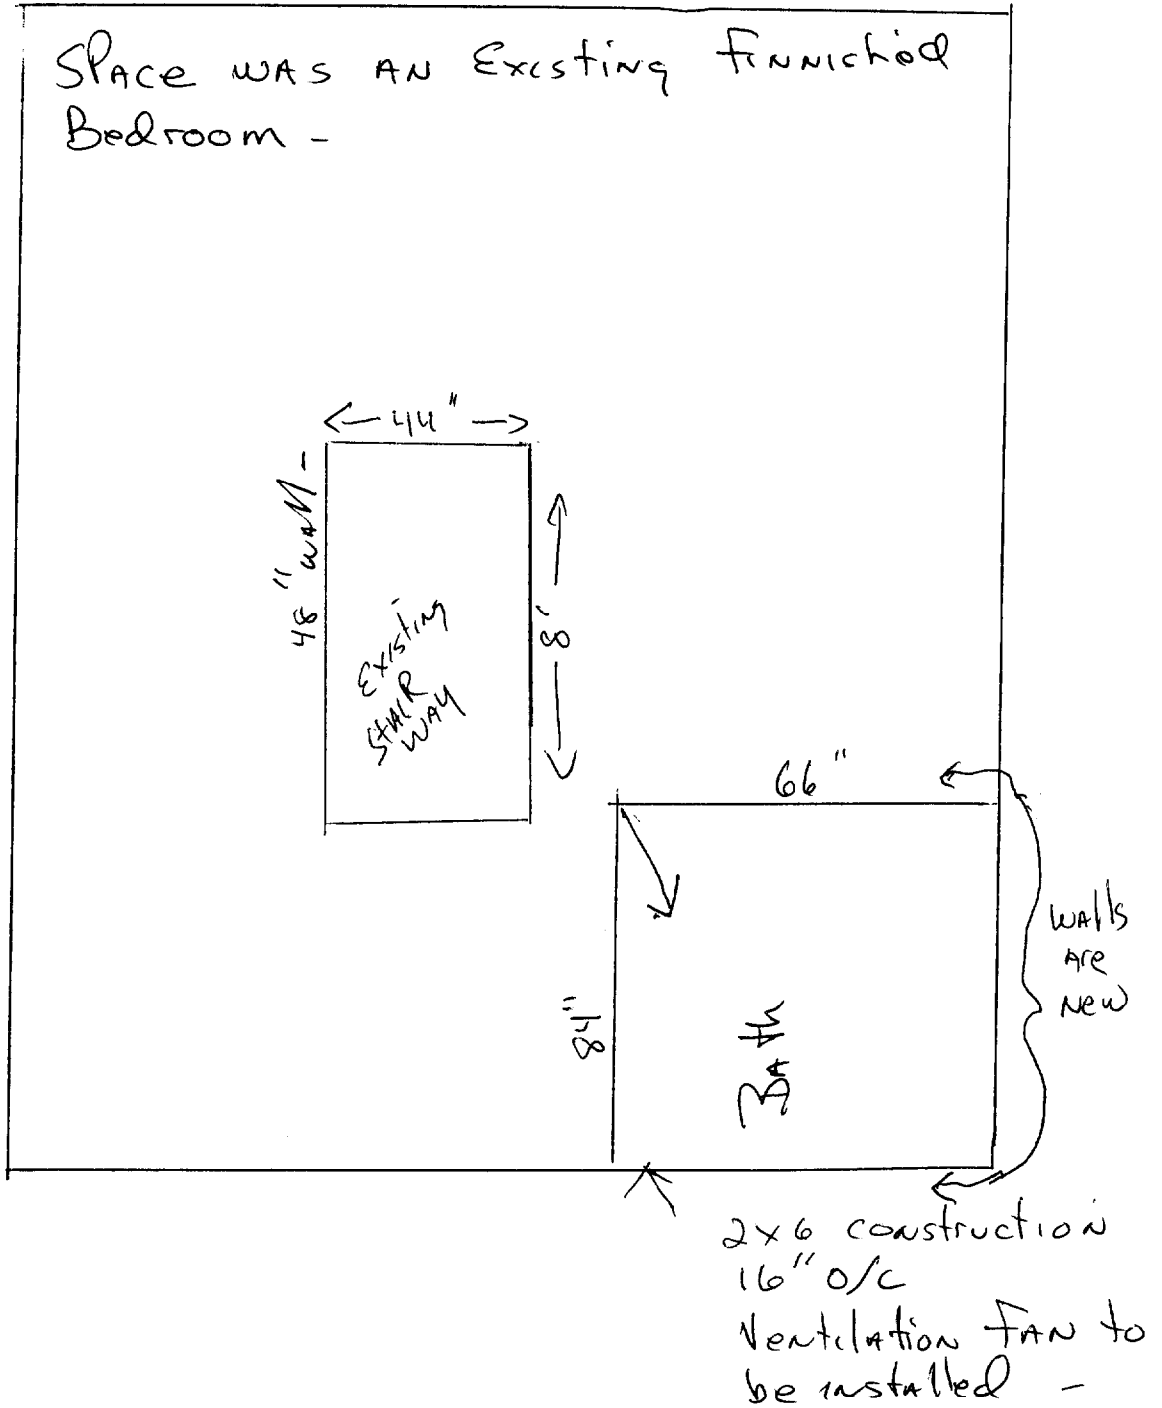 SPACE WAS AN Existing Finnichod
Bedroom -
44"
48" WAll -
8'
Existing
StAiR
WAY
66"
WAlls
Are
New
84"
BAth
2x6 construction
16" O/C
Ventilation FAN to
be installed -